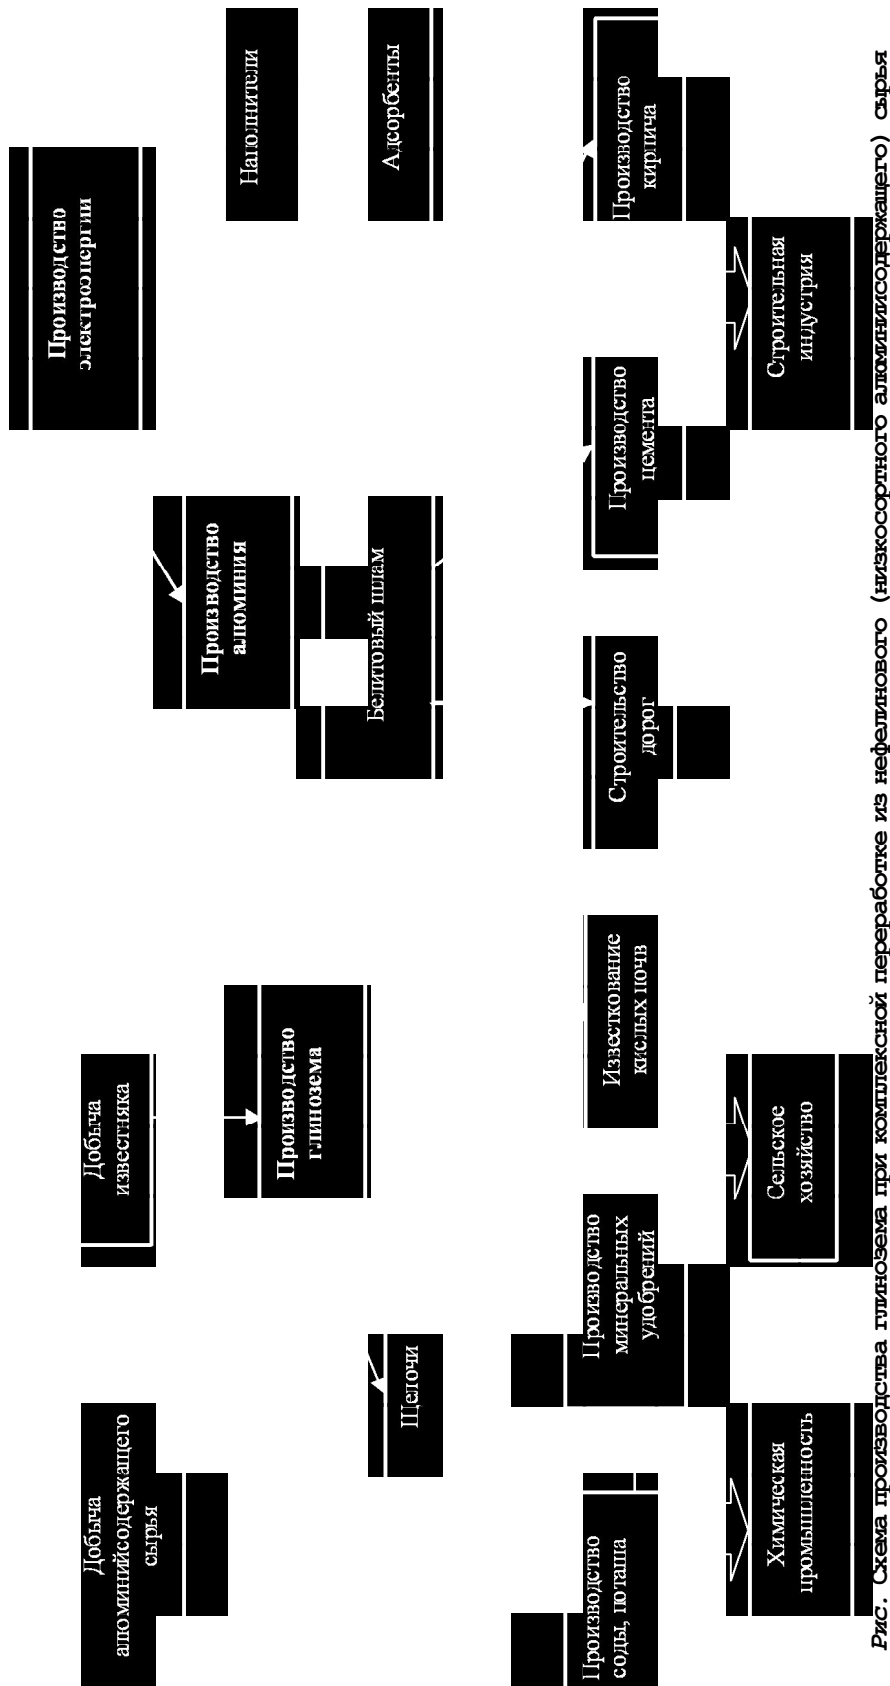 Производство
электроэнергии
Добыча
алюминийсодержащего
сырья
Добыча
известняка
Производство
алюминия
Наполнители
Производство
глинозема
Щелочи
Белитовый шлам
Адсорбенты
Производство
соды, поташа
Производство
минеральных
удобрений
Известкование
кислых почв
Строительство
дорог
Производство
цемента
Производство
кирпича
Химическая
промышленность
Сельское
хозяйство
Строительная
индустрия
Рис. Схема производства глинозема при комплексной переработке из нефелинового (низкосортного алюминийсодержащего) сырья